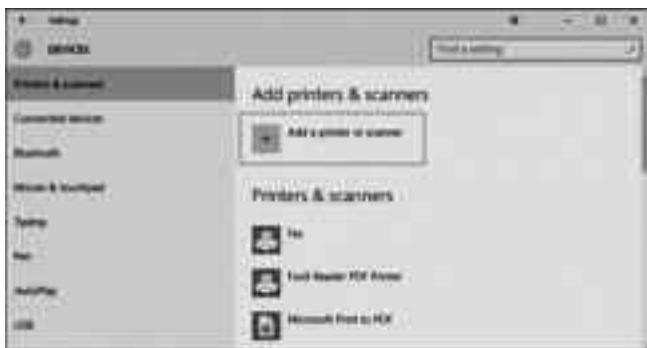 Settings
DEVICES
Find a setting
Printers & scanners
Connected devices
Bluetooth
Mouse & touchpad
Typing
Pen
AutoPlay
USB
Add printers & scanners
Add a printer or scanner
Printers & scanners
Fax
Foxit Reader PDF Printer
Microsoft Print to PDF